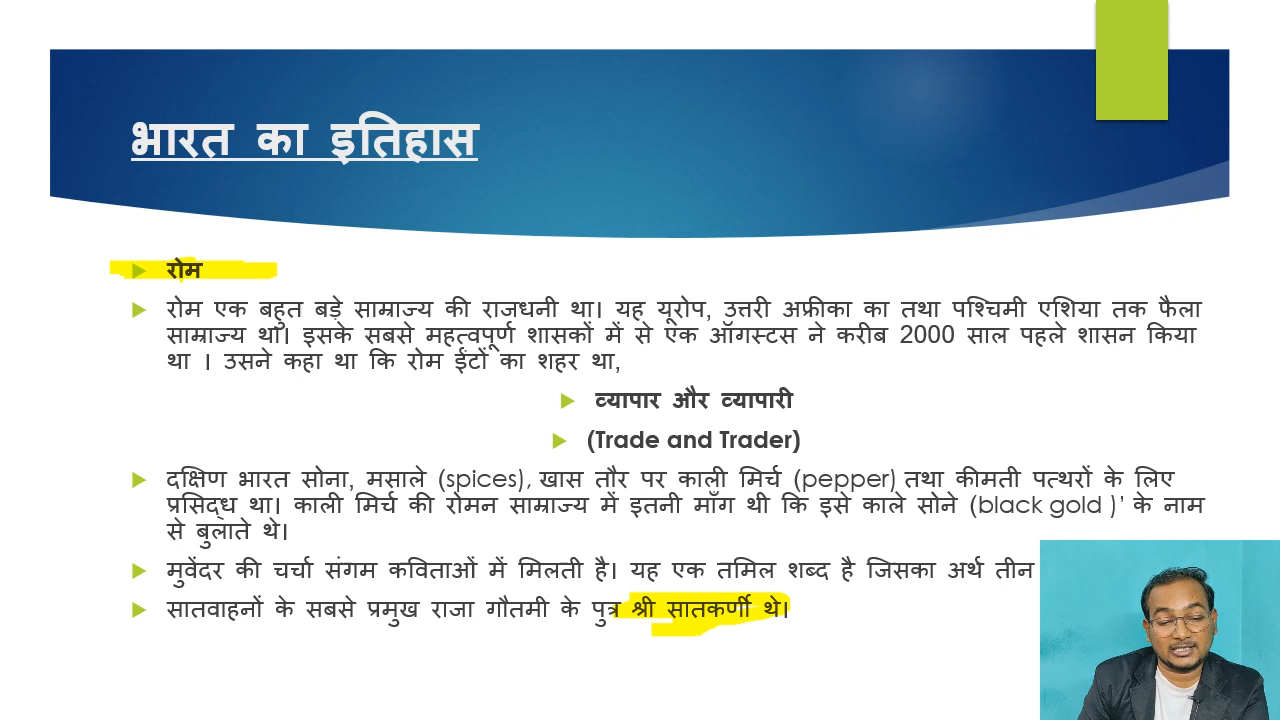 भारत का इतिहास
रोम
रोम एक बहुत बड़े साम्राज्य की राजधनी था। यह यूरोप, उत्तरी अफ्रीका का तथा पश्चिमी एशिया तक फैला
साम्राज्य था। इसके सबसे महत्वपूर्ण शासकों में से एक ऑगस्टस ने करीब 2000 साल पहले शासन किया
था । उसने कहा था कि रोम ईंटों का शहर था,
व्यापार और व्यापारी
(Trade and Trader)
दक्षिण भारत सोना, मसाले (spices), खास तौर पर काली मिर्च (pepper) तथा कीमती पत्थरों के लिए
प्रसिद्ध था। काली मिर्च की रोमन साम्राज्य में इतनी माँग थी कि इसे काले सोने (black gold )’ के नाम
से बुलाते थे।
मुवेंदर की चर्चा संगम कविताओं में मिलती है। यह एक तमिल शब्द है जिसका अर्थ तीन
सातवाहनों के सबसे प्रमुख राजा गौतमी के पुत्र श्री सातकर्णी थे।